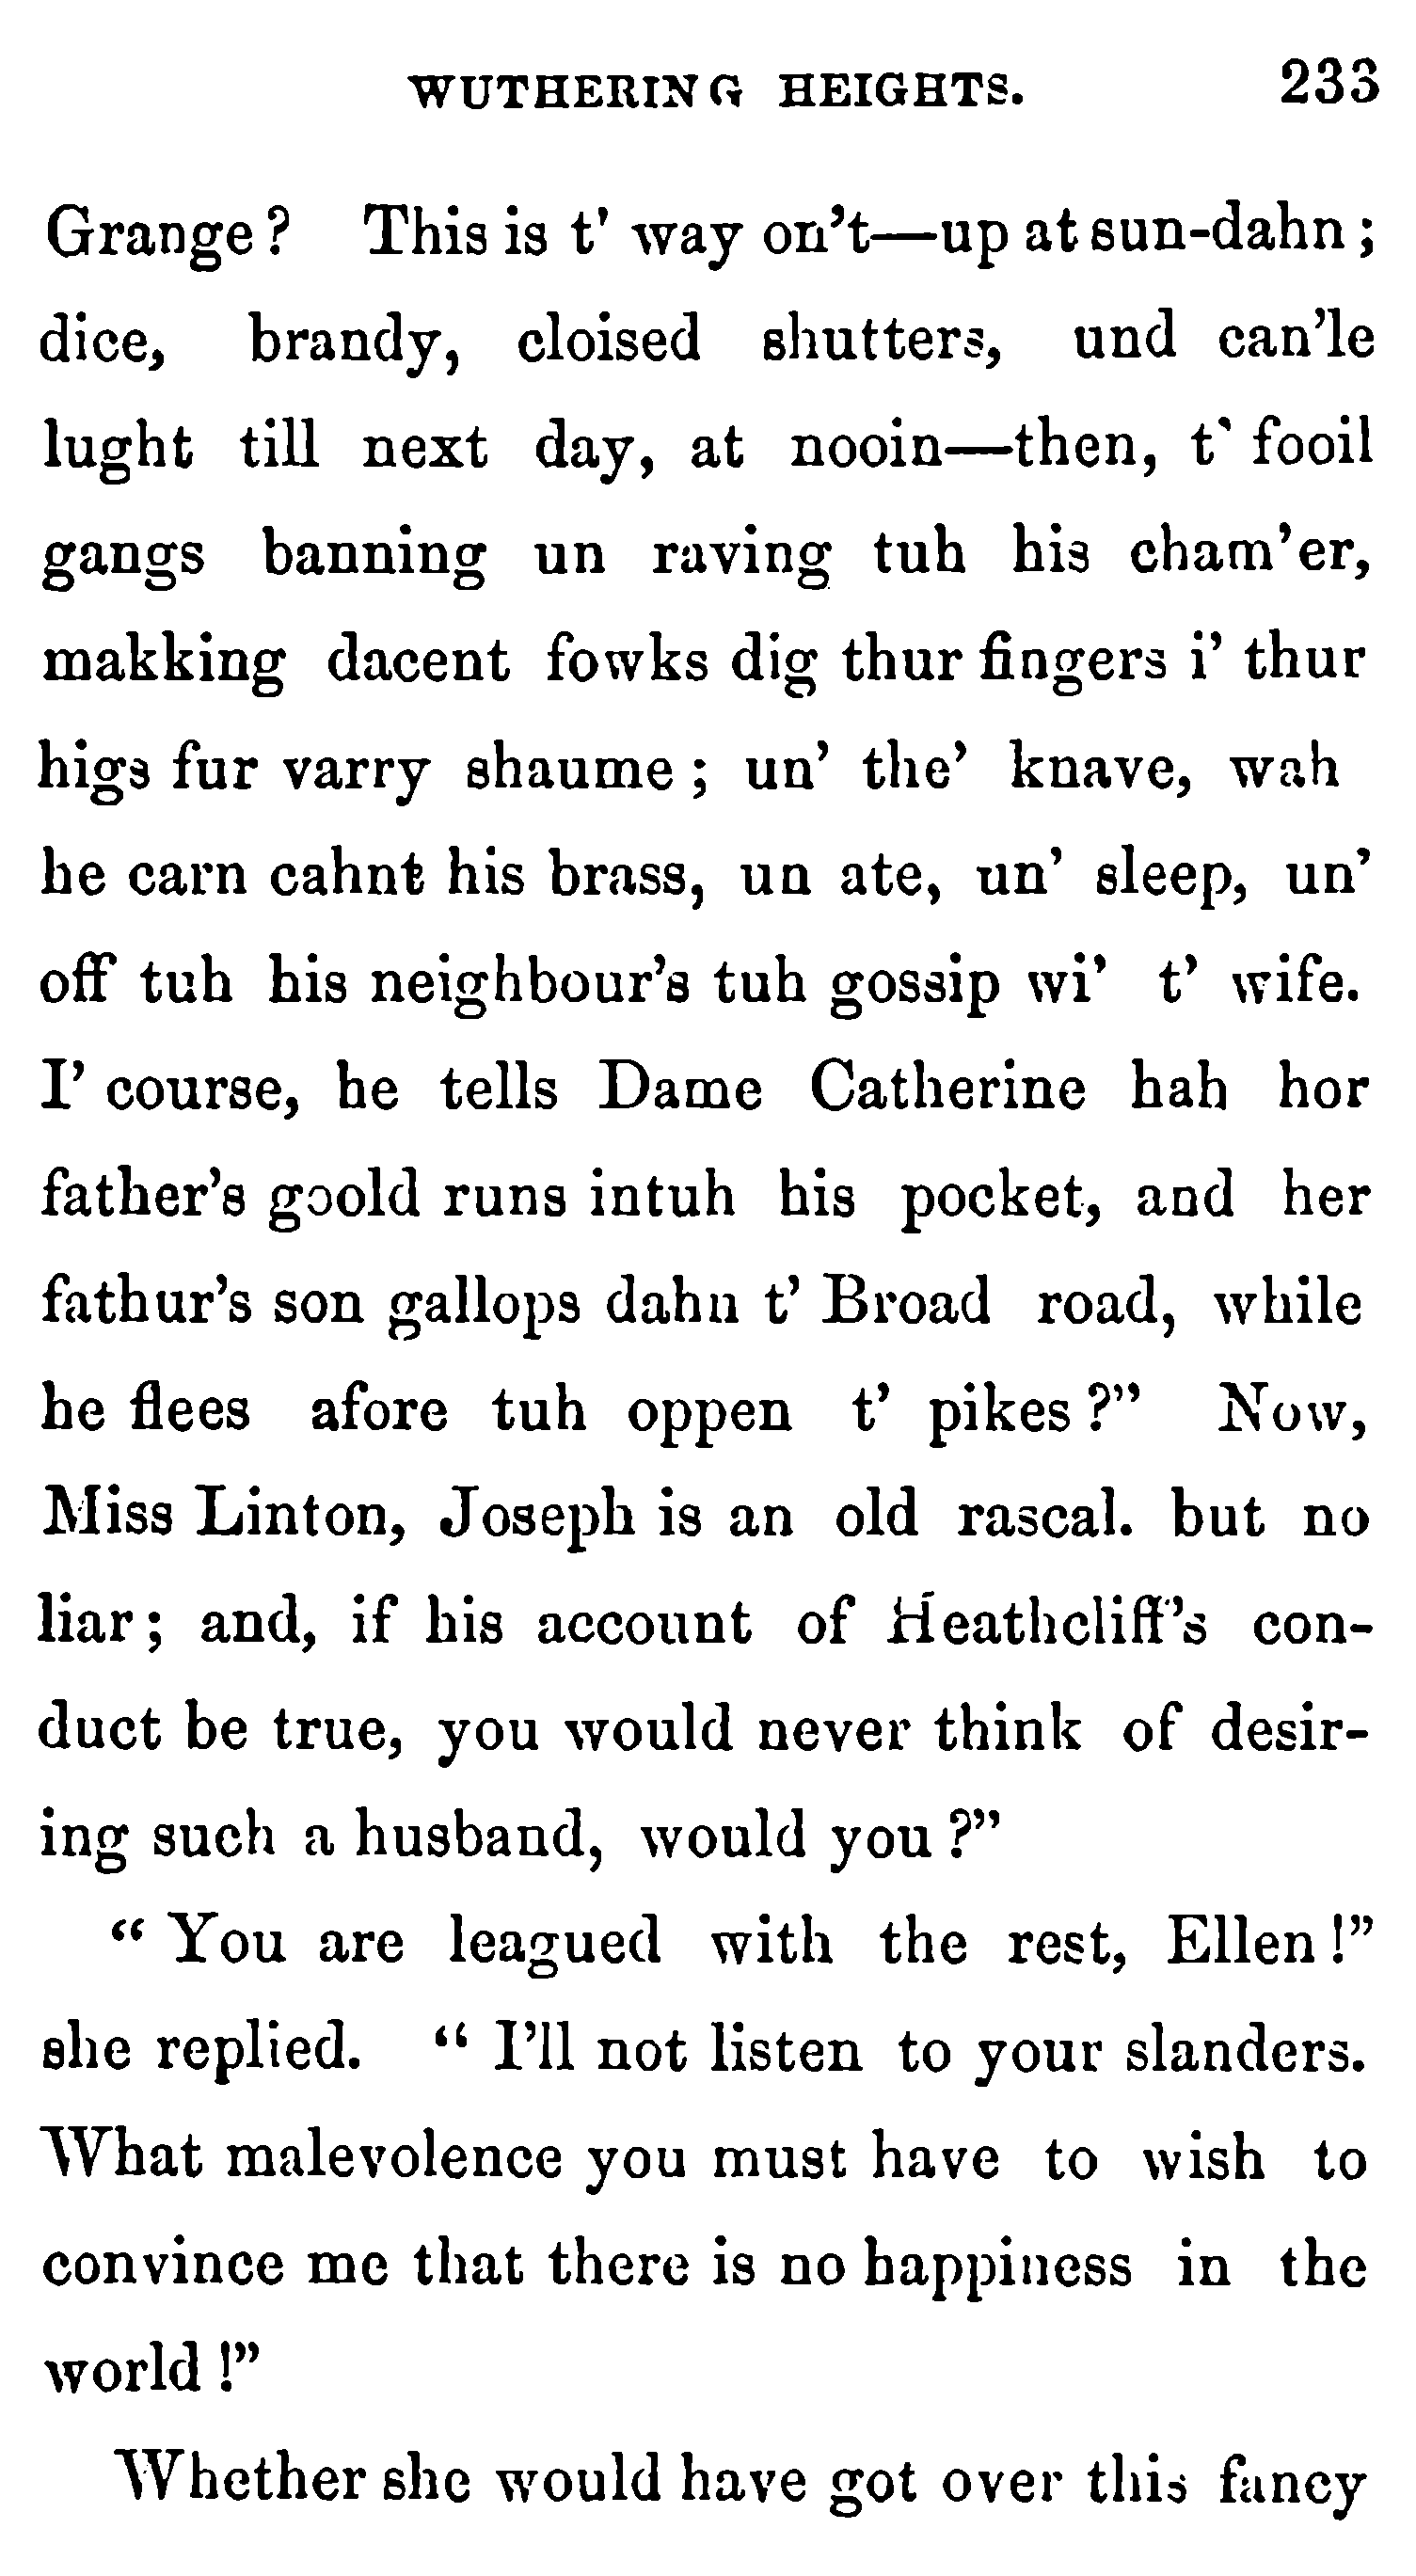 WUTHERING HEIGHTS. 233
Grange? This is t' way on't—up at sun-dahn;
dice, brandy, cloised shutters, und can'le
lught till next day, at nooin—then, t' fooil
gangs banning un raving tuh his cham'er,
makking dacent fowks dig thur fingers i' thur
higs fur varry shaume; un' the' knave, wah
he carn cahnt his brass, un ate, un' sleep, un'
off tuh his neighbour's tuh gossip wi' t' wife.
I' course, he tells Dame Catherine hah hor
father's goold runs intuh his pocket, and her
fathur's son gallops dahn t' Broad road, while
he flees afore tuh oppen t' pikes?" Now,
Miss Linton, Joseph is an old rascal. but no
liar; and, if his account of Heathcliff's con-
duct be true, you would never think of desir-
ing such a husband, would you?"
"You are leagued with the rest, Ellen!"
she replied. "I'll not listen to your slanders.
What malevolence you must have to wish to
convince me that there is no happiness in the
world!"
Whether she would have got over this fancy